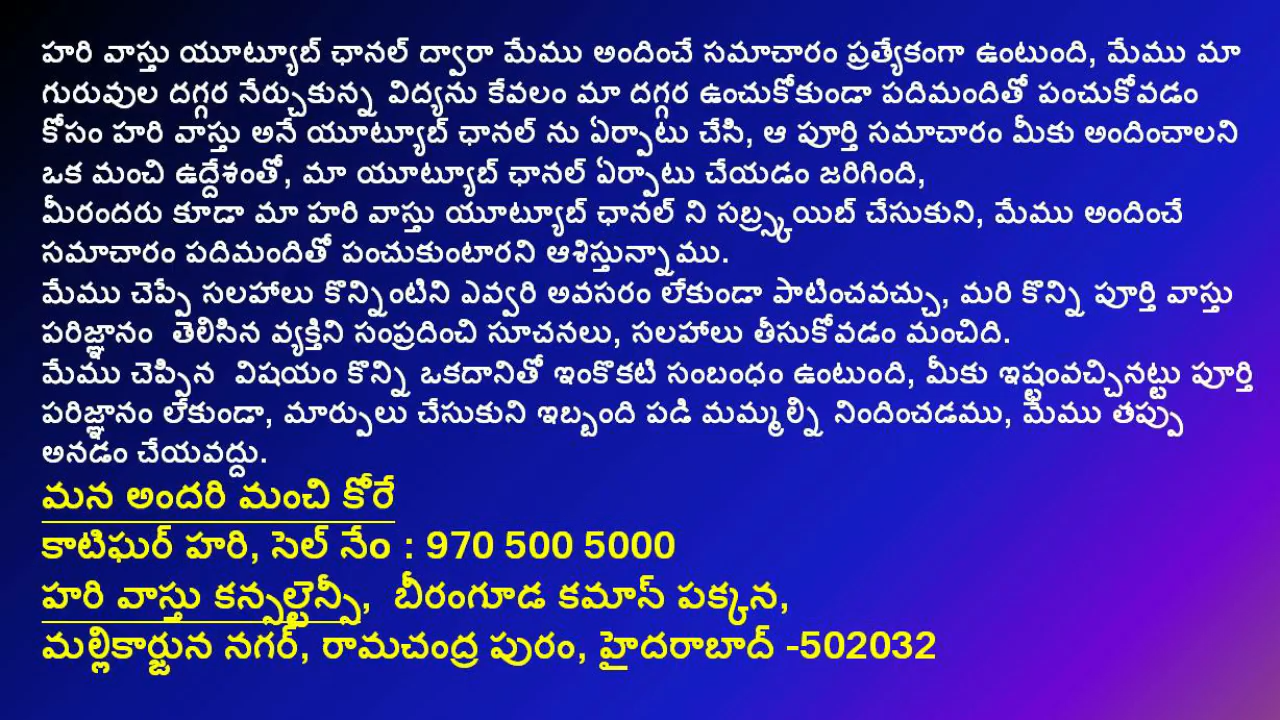 హరి వాస్తు యూట్యూబ్ ఛానల్ ద్వారా మేము అందించే సమాచారం ప్రత్యేకంగా ఉంటుంది, మేము మా
గురువుల దగ్గర నేర్చుకున్న విద్యను కేవలం మా దగ్గర ఉంచుకోకుండా పదిమందితో పంచుకోవడం
కోసం హరి వాస్తు అనే యూట్యూబ్ ఛానల్ ను ఏర్పాటు చేసి, ఆ పూర్తి సమాచారం మీకు అందించాలని
ఒక మంచి ఉద్దేశంతో, మా యూట్యూబ్ ఛానల్ ఏర్పాటు చేయడం జరిగింది,
మీరందరు కూడా మా హరి వాస్తు యూట్యూబ్ ఛానల్ ని సబ్స్క్రయిబ్ చేసుకుని, మేము అందించే
సమాచారం పదిమందితో పంచుకుంటారని ఆశిస్తున్నాము.
మేము చెప్పే సలహాలు కొన్నింటిని ఎవ్వరి అవసరం లేకుండా పాటించవచ్చు, మరి కొన్ని పూర్తి వాస్తు
పరిజ్ఞానం తెలిసిన వ్యక్తిని సంప్రదించి సూచనలు, సలహాలు తీసుకోవడం మంచిది.
మేము చెప్పిన విషయం కొన్ని ఒకదానితో ఇంకొకటి సంబంధం ఉంటుంది, మీకు ఇష్టంవచ్చినట్టు పూర్తి
పరిజ్ఞానం లేకుండా, మార్పులు చేసుకుని ఇబ్బంది పడి మమ్మల్ని నిందించడము, మేము తప్పు
అనడం చేయవద్దు.
మన అందరి మంచి కోరే
కాటిఘర్ హరి, సెల్ నేం : 970 500 5000
హరి వాస్తు కన్సల్టెన్సీ, బీరంగూడ కమాన్ పక్కన,
మల్లికార్జున నగర్, రామచంద్ర పురం, హైదరాబాద్ -502032